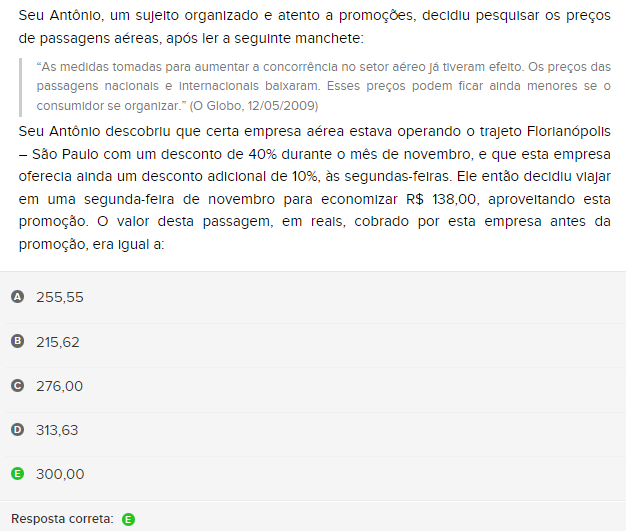 Seu Antônio, um sujeito organizado e atento a promoções, decidiu pesquisar os preços
de passagens aéreas, após ler a seguinte manchete:
“As medidas tomadas para aumentar a concorrência no setor aéreo já tiveram efeito. Os preços das
passagens nacionais e internacionais baixaram. Esses preços podem ficar ainda menores se o
consumidor se organizar.” (O Globo, 12/05/2009)
Seu Antônio descobriu que certa empresa aérea estava operando o trajeto Florianópolis
– São Paulo com um desconto de 40% durante o mês de novembro, e que esta empresa
oferecia ainda um desconto adicional de 10%, às segundas-feiras. Ele então decidiu viajar
em uma segunda-feira de novembro para economizar R$ 138,00, aproveitando esta
promoção. O valor desta passagem, em reais, cobrado por esta empresa antes da
promoção, era igual a:
A 255,55
B 215,62
C 276,00
D 313,63
E 300,00
Resposta correta: E